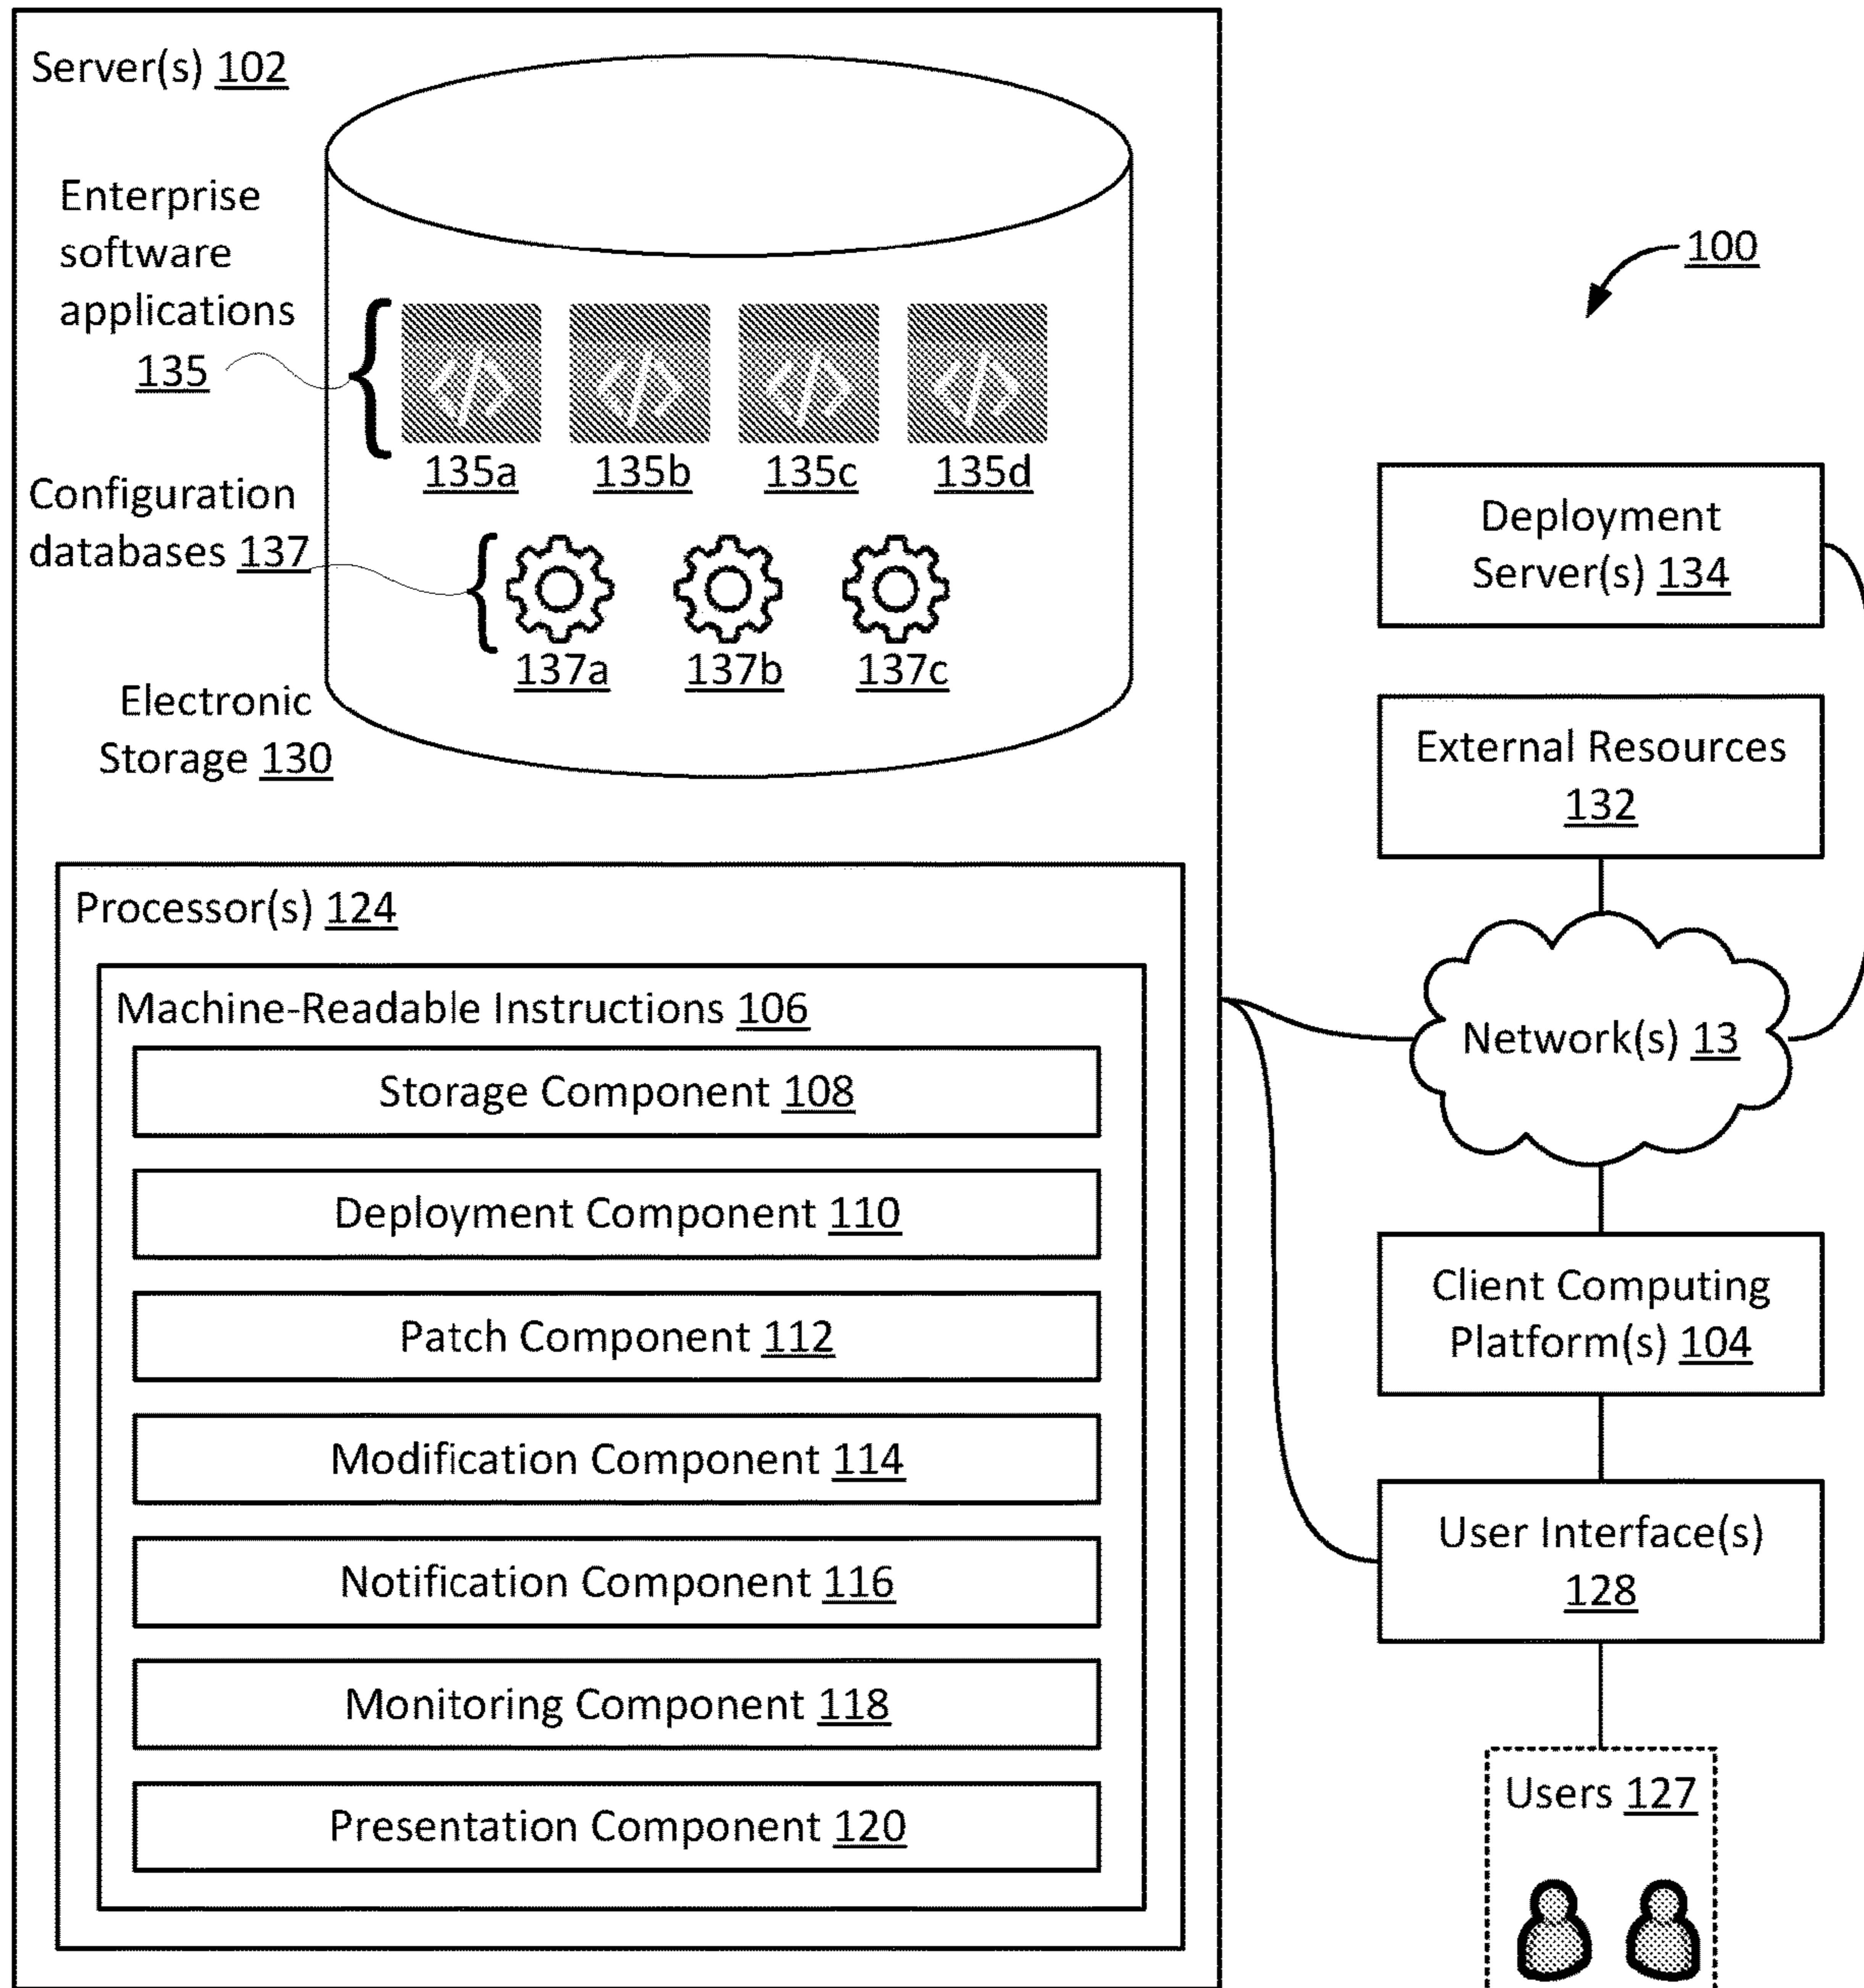 Server(s) 102
Enterprise
software
applications
135
135a 135b 135c 135d
Configuration
databases 137
137a 137b 137c
Electronic
Storage 130
Processor(s) 124
Machine-Readable Instructions 106
Storage Component 108
Deployment Component 110
Patch Component 112
Modification Component 114
Notification Component 116
Monitoring Component 118
Presentation Component 120
100
Deployment
Server(s) 134
External Resources
132
Network(s) 13
Client Computing
Platform(s) 104
User Interface(s)
128
Users 127